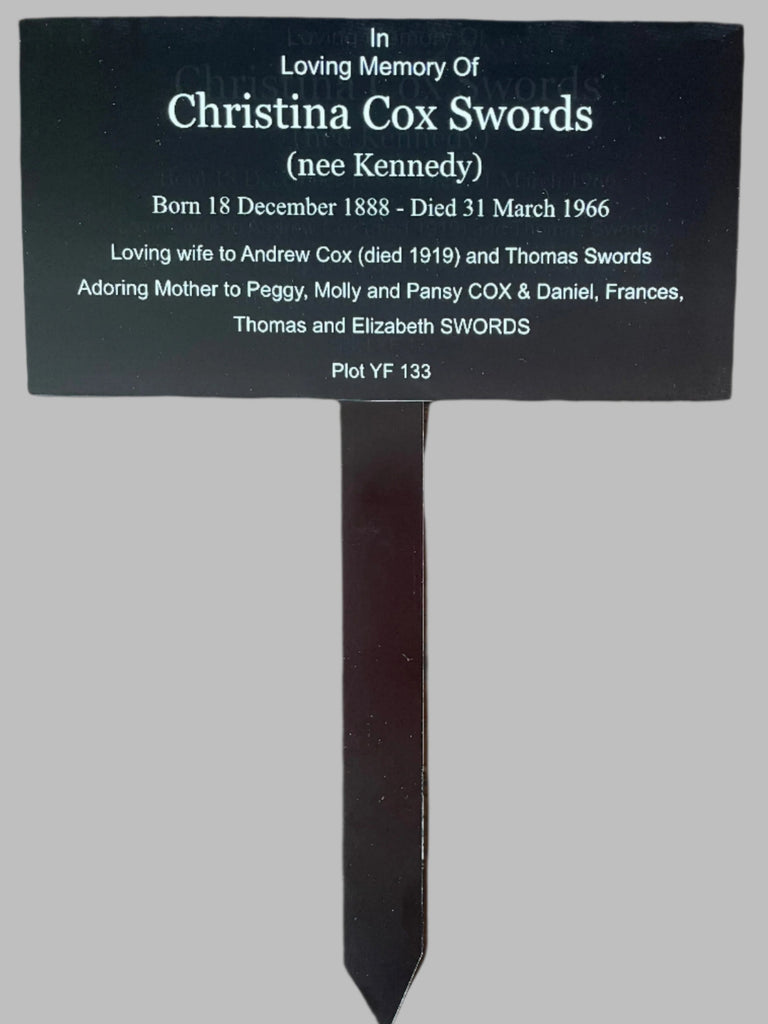 In
Loving Memory Of
Christina Cox Swords
(nee Kennedy)
Born 18 December 1888 - Died 31 March 1966
Loving wife to Andrew Cox (died 1919) and Thomas Swords
Adoring Mother to Peggy, Molly and Pansy COX & Daniel, Frances,
Thomas and Elizabeth SWORDS
Plot YF 133